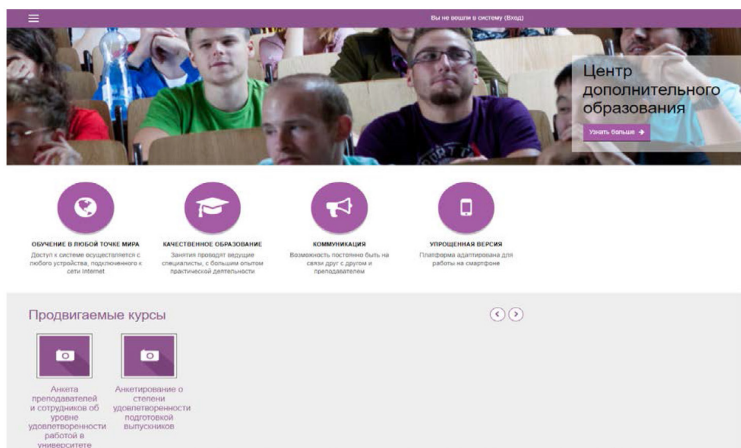 Вы не вошли в систему (Вход)
Центр
дополнительного
образования
Узнать больше
ОБУЧЕНИЕ В ЛЮБОЙ ТОЧКЕ МИРА
Доступ к системе осуществляется с
любого устройства, подключенного к
сети Internet
КАЧЕСТВЕННОЕ ОБРАЗОВАНИЕ
Занятия проводят ведущие
специалисты, с большим опытом
практической деятельности
КОММУНИКАЦИЯ
Возможность постоянно быть на
связи друг с другом и
преподавателем
УПРОЩЕННАЯ ВЕРСИЯ
Платформа адаптирована для
работы на смартфоне
Продвигаемые курсы
Анкета
преподавателей
и сотрудников об
уровне
удовлетворенности
работой в
университете
Анкетирование о
степени
удовлетворенности
подготовкой
выпускников